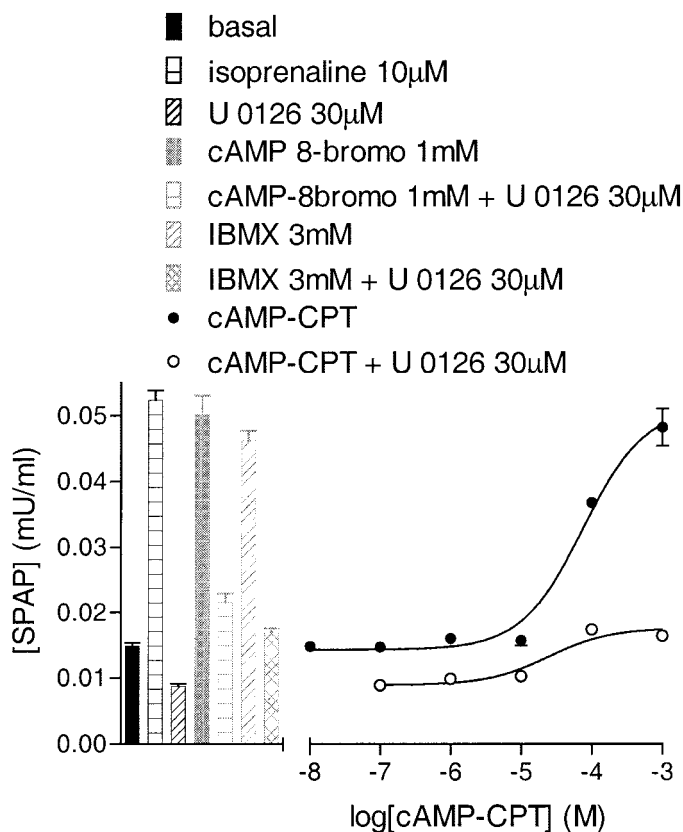 basal
isoprenaline 10µM
U 0126 30µM
cAMP 8-bromo 1mM
cAMP-8bromo 1mM + U 0126 30µM
IBMX 3mM
IBMX 3mM + U 0126 30µM
cAMP-CPT
cAMP-CPT + U 0126 30µM
[SPAP] (mU/ml)
0.05
0.04
0.03
0.02
0.01
0.00
-8 -7 -6 -5 -4 -3
log[cAMP-CPT] (M)